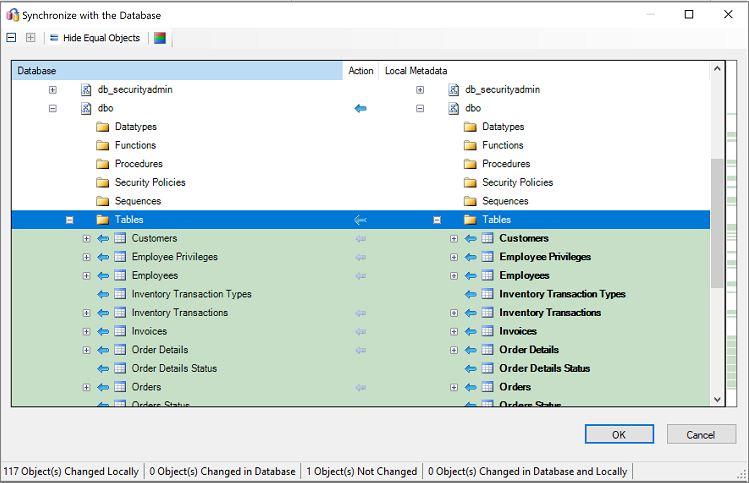 Synchronize with the Database
Hide Equal Objects
Database Action Local Metadata
db_securityadmin db_securityadmin
dbo dbo
Datatypes Datatypes
Functions Functions
Procedures Procedures
Security Policies Security Policies
Sequences Sequences
Tables Tables
Customers Customers
Employee Privileges Employee Privileges
Employees Employees
Inventory Transaction Types Inventory Transaction Types
Inventory Transactions Inventory Transactions
Invoices Invoices
Order Details Order Details
Order Details Status Order Details Status
Orders Orders
Orders Status Orders Status
OK Cancel
117 Object(s) Changed Locally 0 Object(s) Changed in Database 1 Object(s) Not Changed 0 Object(s) Changed in Database and Locally